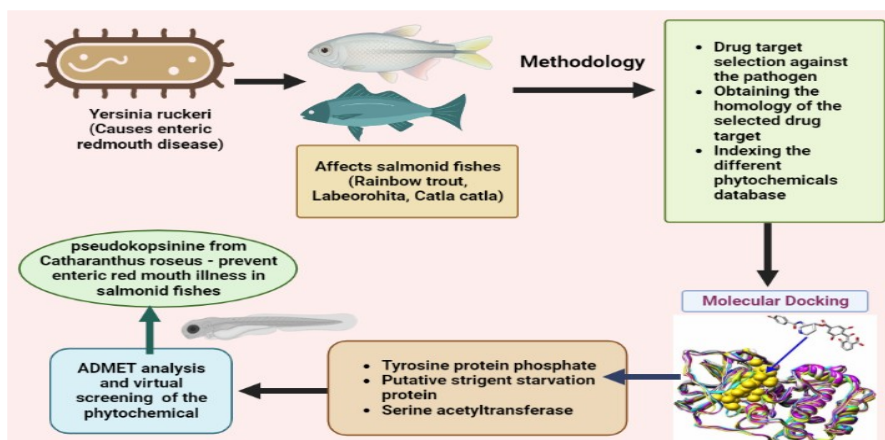 Yersinia ruckeri
(Causes enteric
redmouth disease)
Affects salmonid fishes
(Rainbow trout,
Labeorohita, Catla catla)
Methodology
• Drug target
selection against
the pathogen
• Obtaining the
homology of the
selected drug
target
• Indexing the
different
phytochemicals
database
Molecular Docking
• Tyrosine protein phosphate
• Putative strigent starvation
protein
• Serine acetyltransferase
ADMET analysis
and virtual
screening of the
phytochemical
pseudokopsinine from
Catharanthus roseus - prevent
enteric red mouth illness in
salmonid fishes